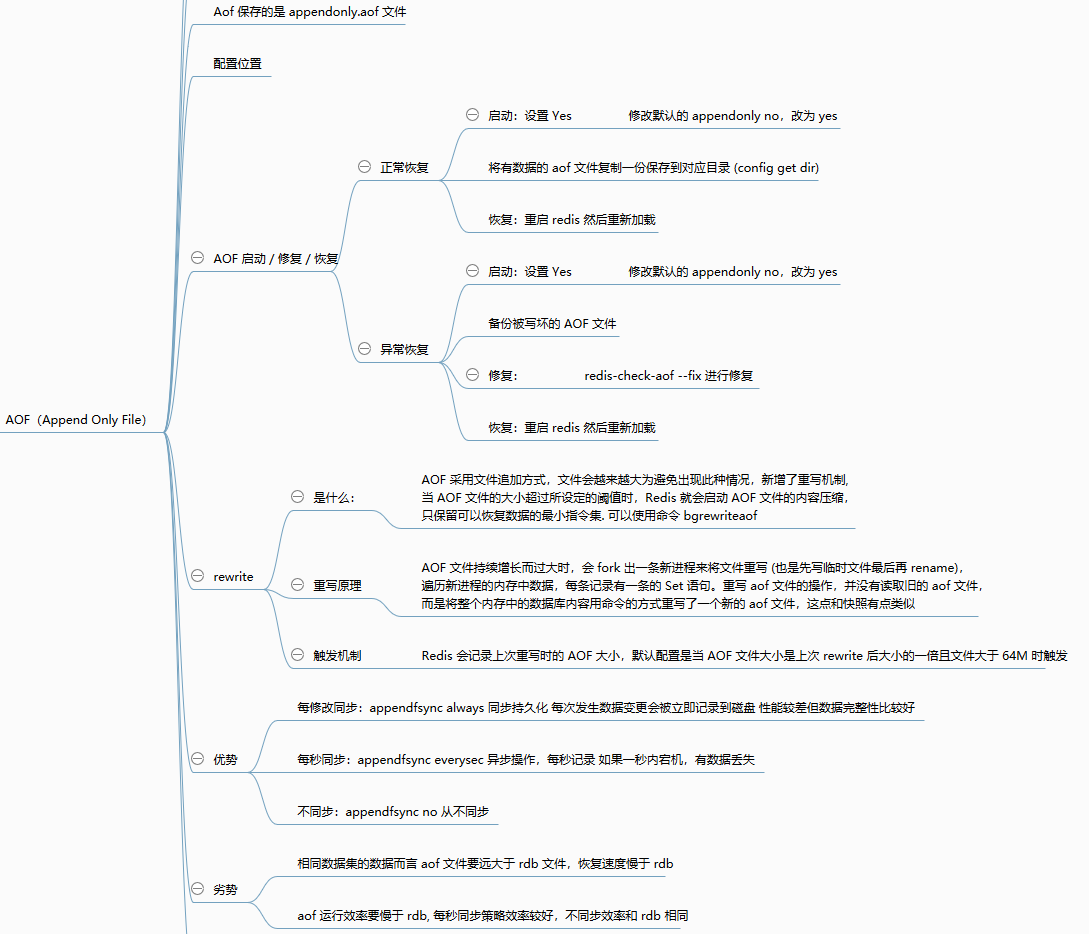 Aof 保存的是 appendonly.aof 文件
配置位置
启动：设置 Yes 修改默认的 appendonly no，改为 yes
正常恢复
将有数据的 aof 文件复制一份保存到对应目录 (config get dir)
恢复：重启 redis 然后重新加载
AOF 启动 / 修复 / 恢复
启动：设置 Yes 修改默认的 appendonly no，改为 yes
备份被写坏的 AOF 文件
异常恢复
修复： redis-check-aof --fix 进行修复
恢复：重启 redis 然后重新加载
AOF（Append Only File）
是什么：
AOF 采用文件追加方式，文件会越来越大为避免出现此种情况，新增了重写机制,
当 AOF 文件的大小超过所设定的阈值时，Redis 就会启动 AOF 文件的内容压缩，
只保留可以恢复数据的最小指令集. 可以使用命令 bgrewriteaof
rewrite
重写原理
AOF 文件持续增长而过大时，会 fork 出一条新进程来将文件重写 (也是先写临时文件最后再 rename)，
遍历新进程的内存中数据，每条记录有一条的 Set 语句。重写 aof 文件的操作，并没有读取旧的 aof 文件，
而是将整个内存中的数据库内容用命令的方式重写了一个新的 aof 文件，这点和快照有点类似
触发机制 Redis 会记录上次重写时的 AOF 大小，默认配置是当 AOF 文件大小是上次 rewrite 后大小的一倍且文件大于 64M 时触发
每修改同步：appendfsync always 同步持久化 每次发生数据变更会被立即记录到磁盘 性能较差但数据完整性比较好
优势
每秒同步：appendfsync everysec 异步操作，每秒记录 如果一秒内宕机，有数据丢失
不同步：appendfsync no 从不同步
相同数据集的数据而言 aof 文件要远大于 rdb 文件，恢复速度慢于 rdb
劣势
aof 运行效率要慢于 rdb, 每秒同步策略效率较好，不同步效率和 rdb 相同